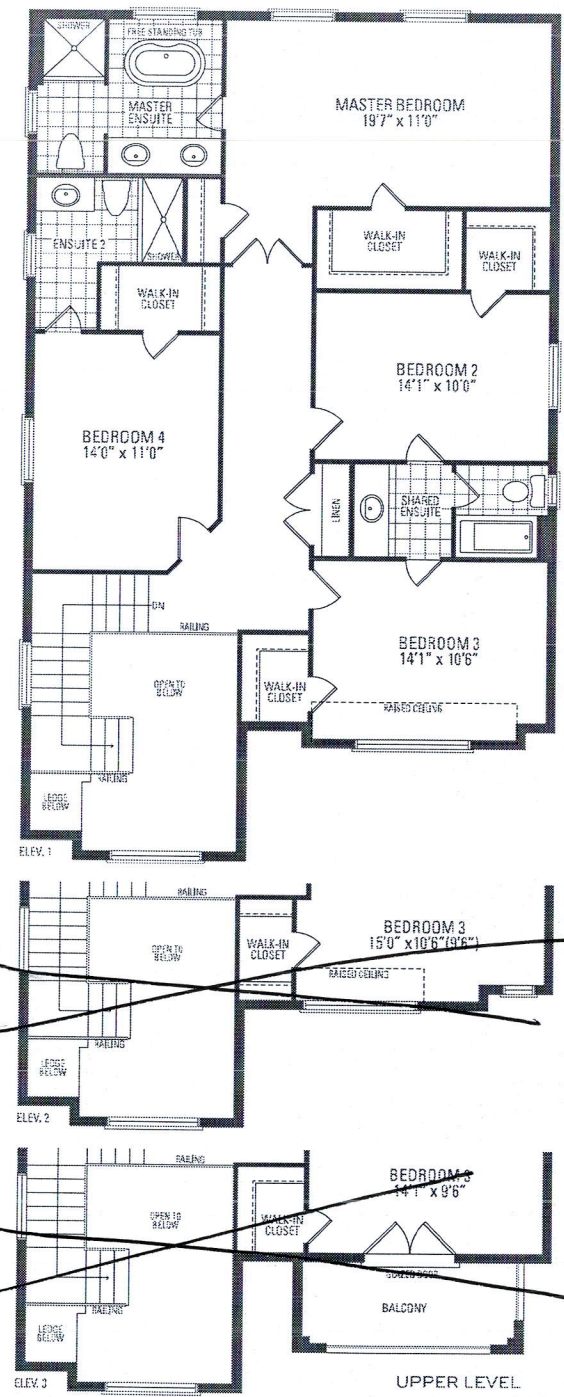 SHOWER
FREE STANDING TUB
MASTER
ENSUITE
MASTER BEDROOM
19'7" x 11'0"
ENSUITE 2
SHOWER
WALK-IN
CLOSET
WALK-IN
CLOSET
WALK-IN
CLOSET
BEDROOM 2
14'1" x 10'0"
BEDROOM 4
14'0" x 11'0"
LINEN
SHARED
ENSUITE
DN
RAILING
BEDROOM 3
14'1" x 10'6"
OPEN TO
BELOW
WALK-IN
CLOSET
RAISED CEILING
RAILING
LEDGE
BELOW
ELEV. 1
RAILING
BEDROOM 3
15'0" x 10'6"(9'6")
OPEN TO
BELOW
WALK-IN
CLOSET
RAISED CEILING
RAILING
LEDGE
BELOW
ELEV. 2
RAILING
BEDROOM 3
14'1" x 9'6"
OPEN TO
BELOW
WALK-IN
CLOSET
RAILING
BALCONY
LEDGE
BELOW
ELEV. 3
UPPER LEVEL